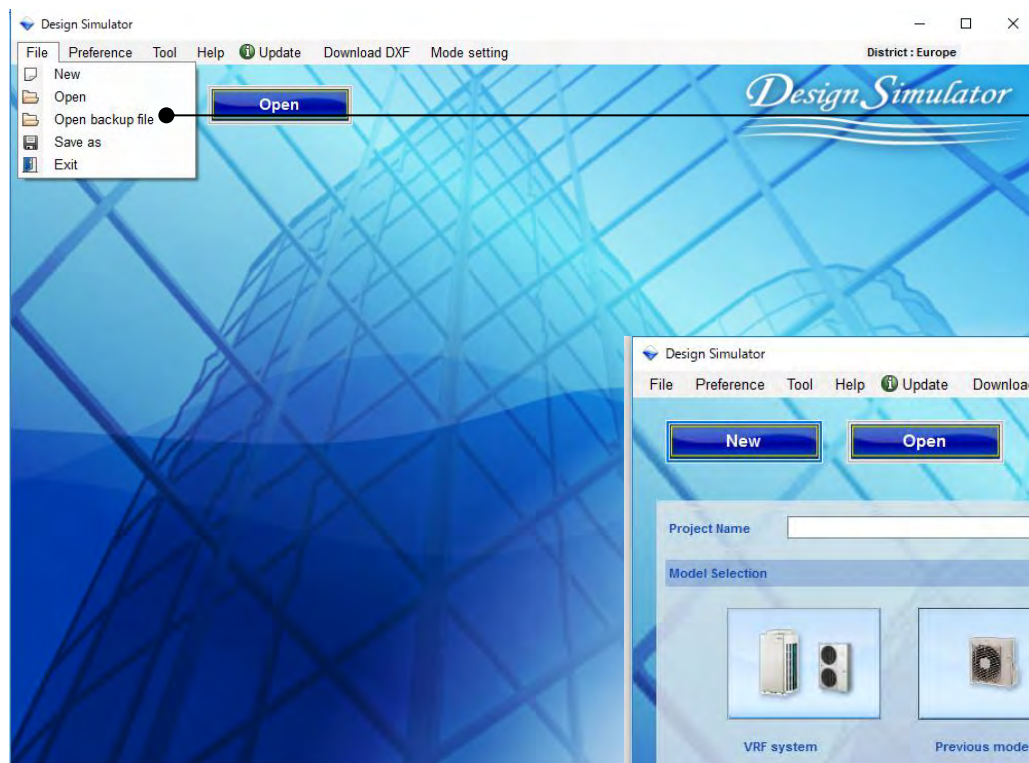 Design Simulator
File Preference Tool Help Update Download DXF Mode setting District : Europe
New
Open
Open backup file
Save as
Exit
Open
Design Simulator
Design Simulator
File Preference Tool Help Update
New Open
Project Name
Model Selection
VRF system Previous